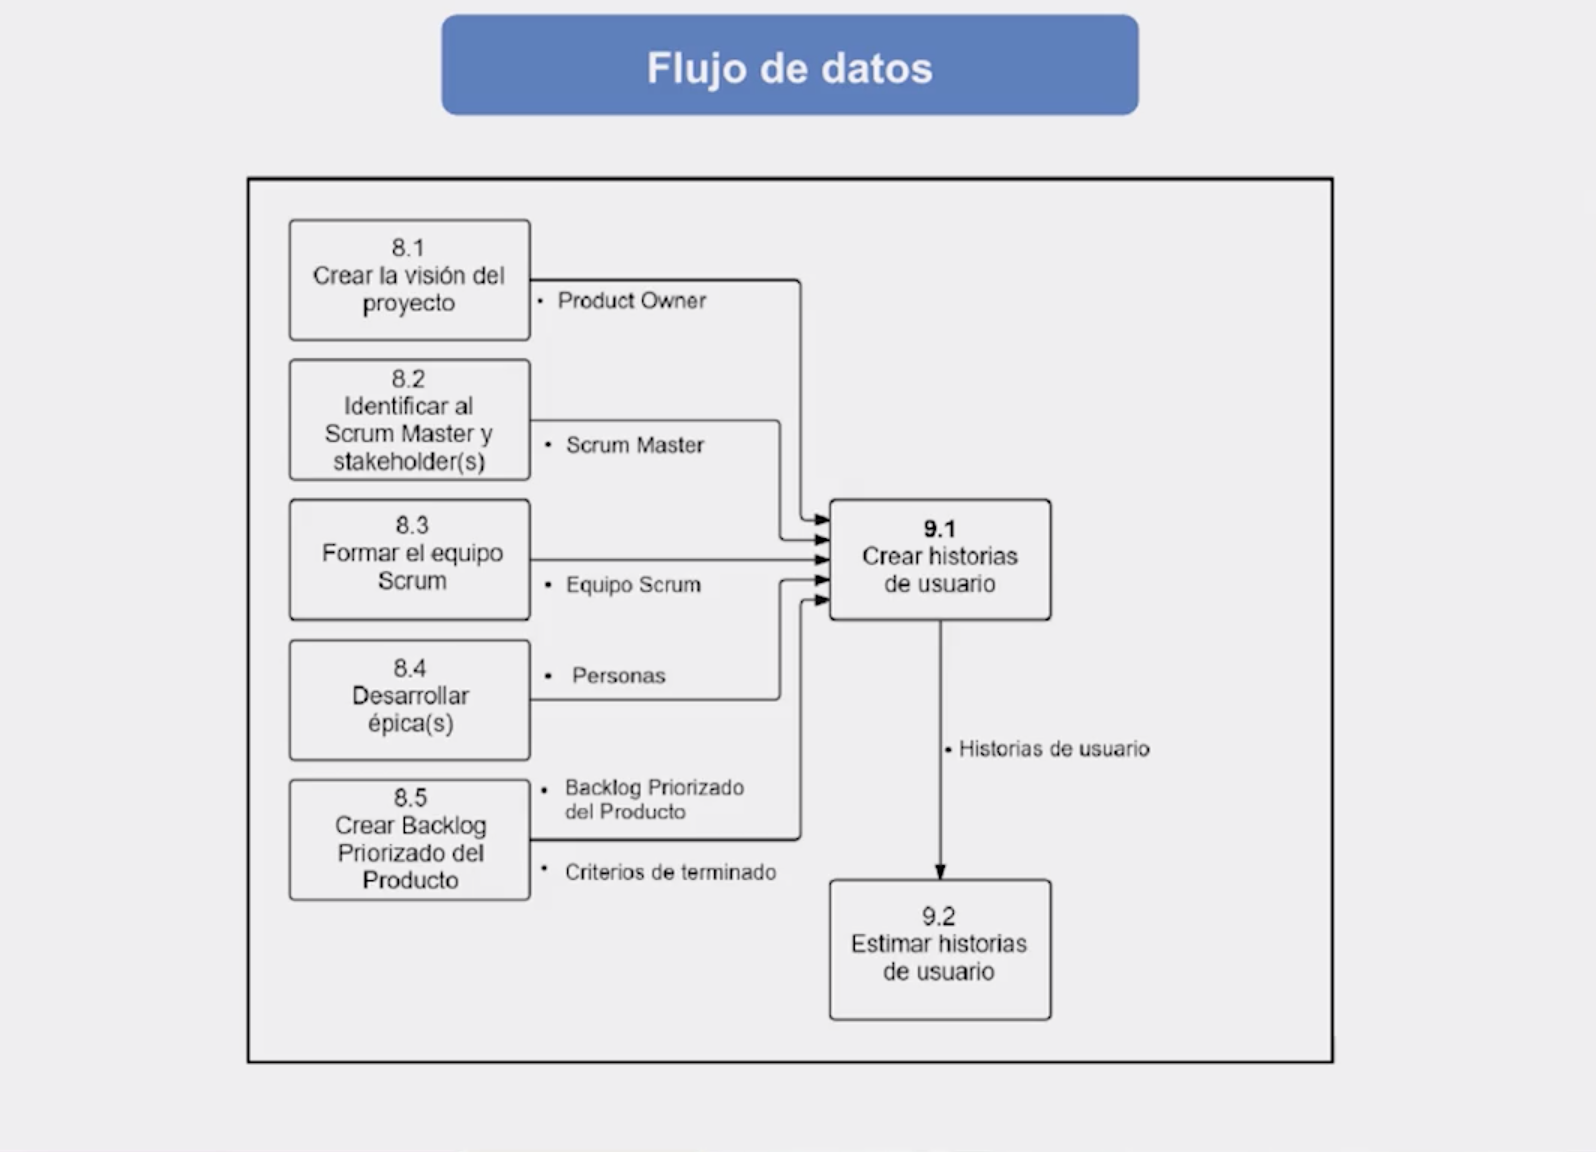 Flujo de datos
8.1
Crear la visión del
proyecto
• Product Owner
8.2
Identificar al
Scrum Master y
stakeholder(s)
• Scrum Master
8.3
Formar el equipo
Scrum
• Equipo Scrum
9.1
Crear historias
de usuario
8.4
Desarrollar
épica(s)
• Personas
• Historias de usuario
8.5
Crear Backlog
Priorizado del
Producto
• Backlog Priorizado
del Producto
• Criterios de terminado
9.2
Estimar historias
de usuario